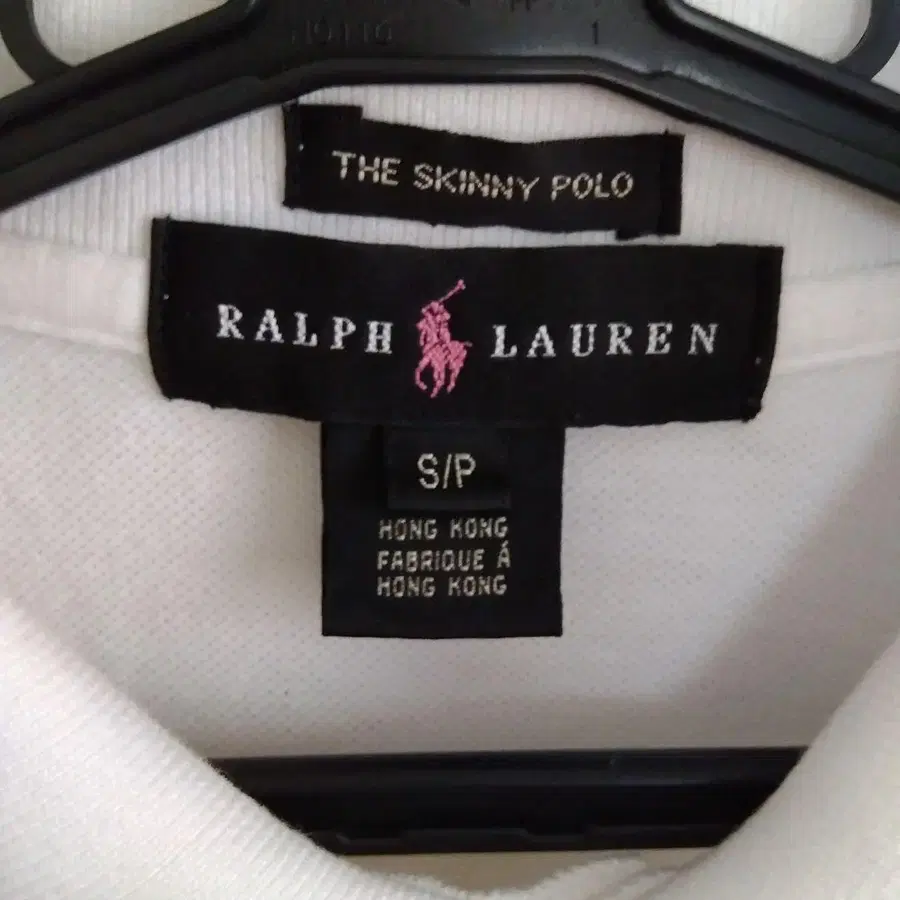 THE SKINNY POLO
RALPH LAUREN
S/P
HONG KONG
FABRIQUE Á
HONG KONG